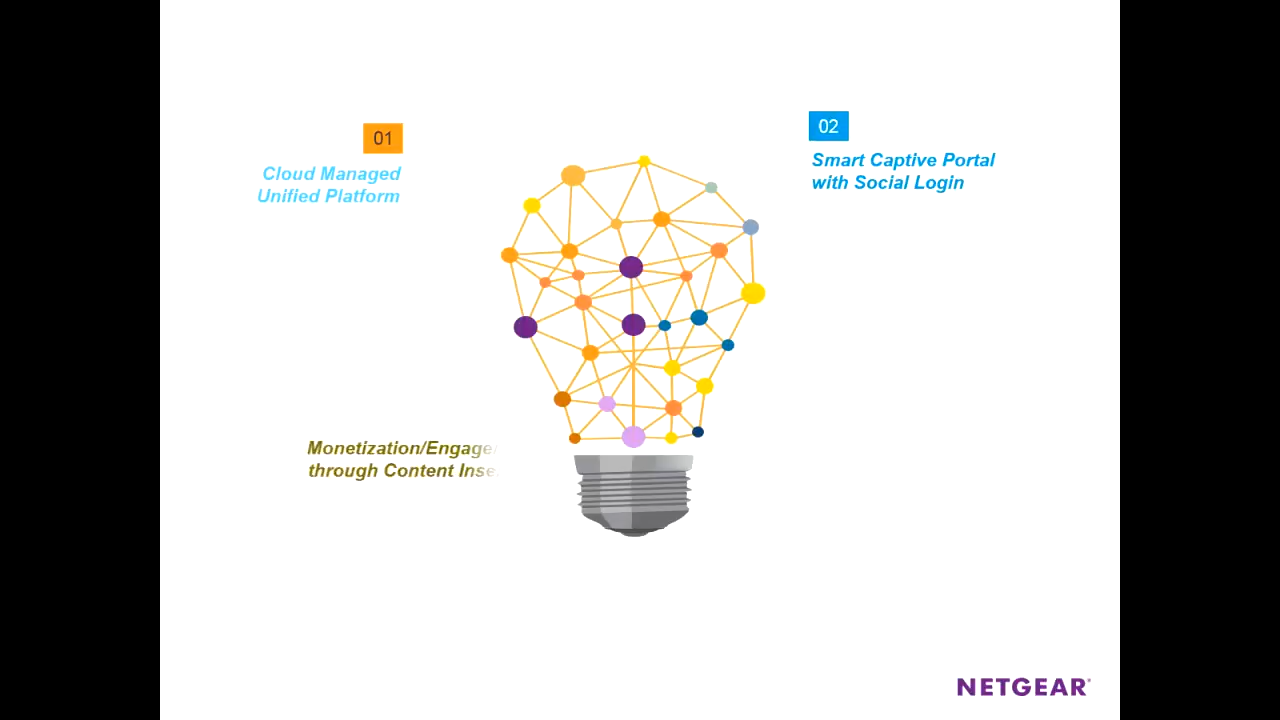 01
Cloud Managed
Unified Platform
02
Smart Captive Portal
with Social Login
Monetization/Engage
through Content Inse
NETGEAR